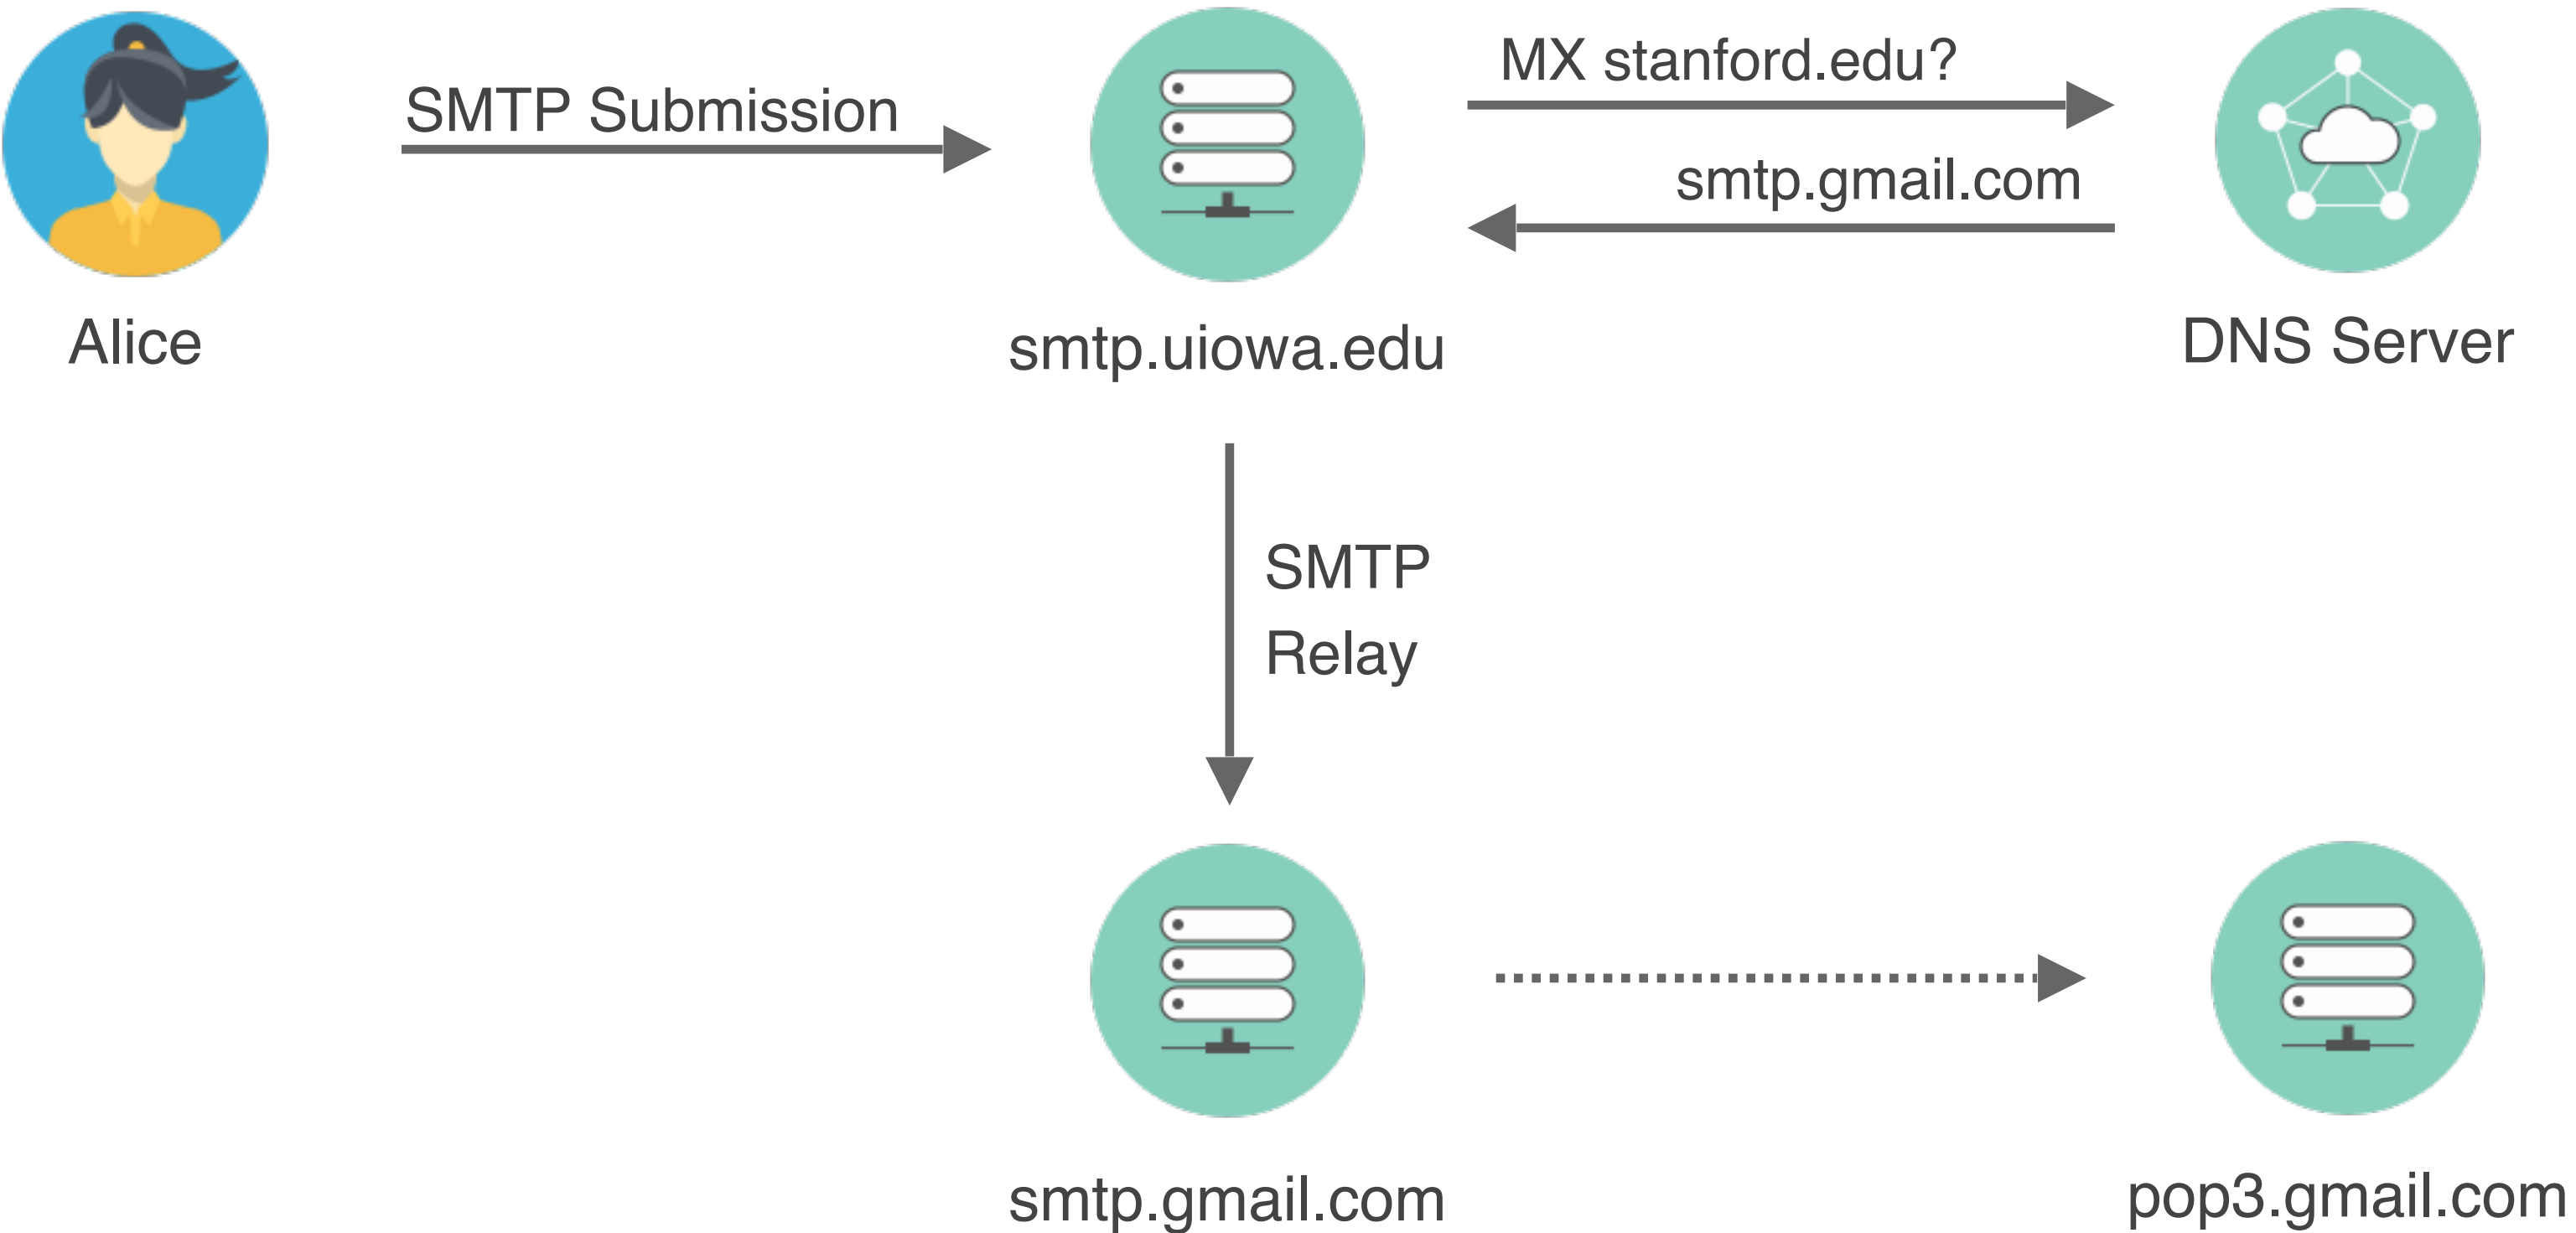 SMTP Submission
MX stanford.edu?
smtp.gmail.com
Alice
smtp.uiowa.edu
DNS Server
SMTP
Relay
smtp.gmail.com
pop3.gmail.com